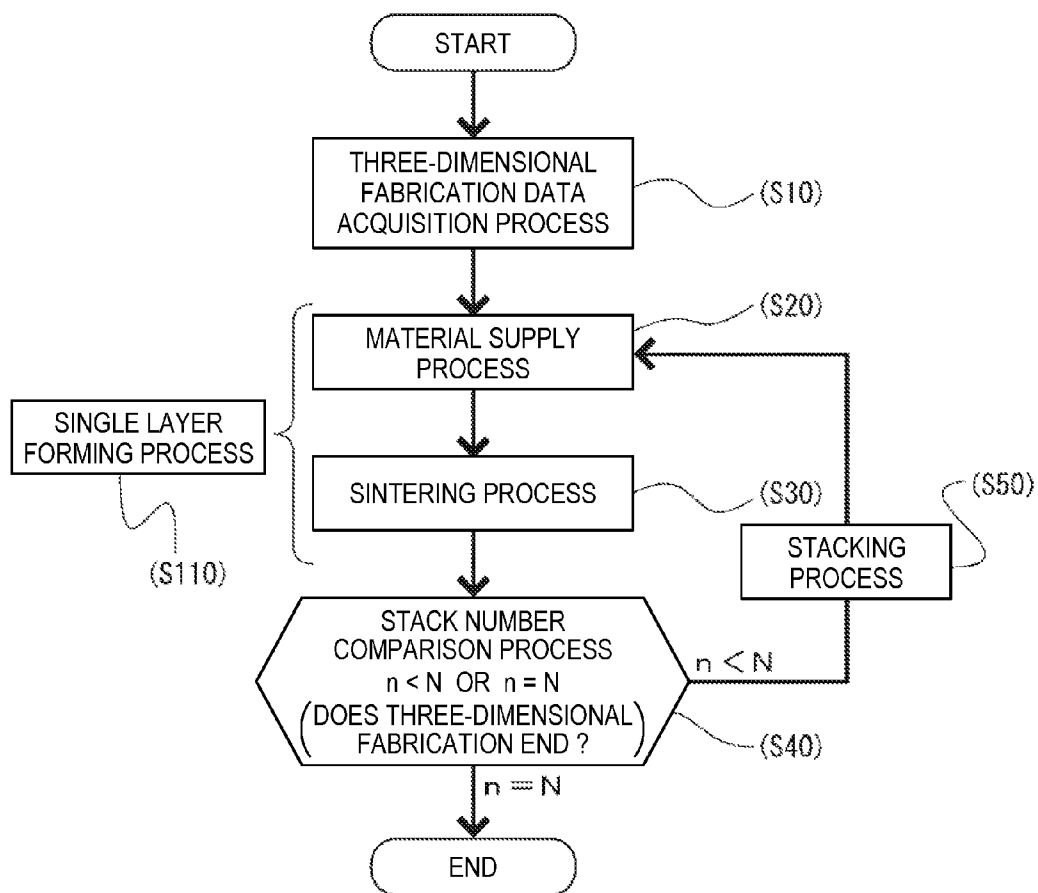 START
THREE-DIMENSIONAL
FABRICATION DATA
ACQUISITION PROCESS
(S10)
MATERIAL SUPPLY
PROCESS
(S20)
SINGLE LAYER
FORMING PROCESS
(S110)
SINTERING PROCESS
(S30)
STACKING
PROCESS
(S50)
STACK NUMBER
COMPARISON PROCESS
n < N OR n = N
(DOES THREE-DIMENSIONAL
FABRICATION END ?)
n < N
(S40)
n = N
END